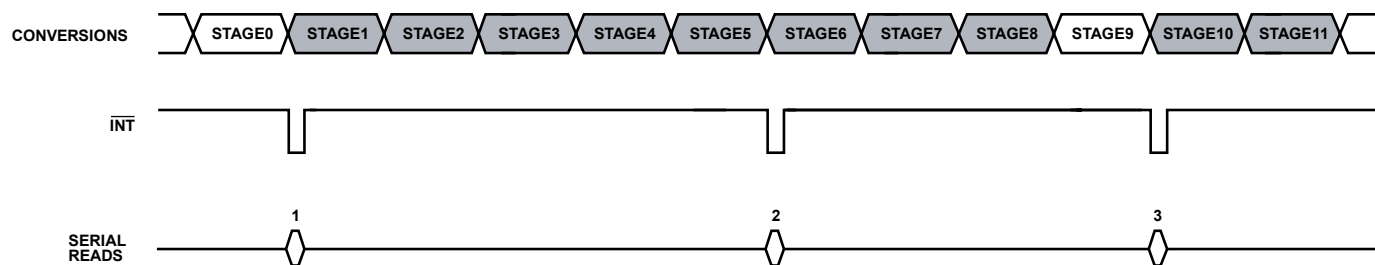 CONVERSIONS
STAGE0 STAGE1 STAGE2 STAGE3 STAGE4 STAGE5 STAGE6 STAGE7 STAGE8 STAGE9 STAGE10 STAGE11
INT
1 2 3
SERIAL
READS